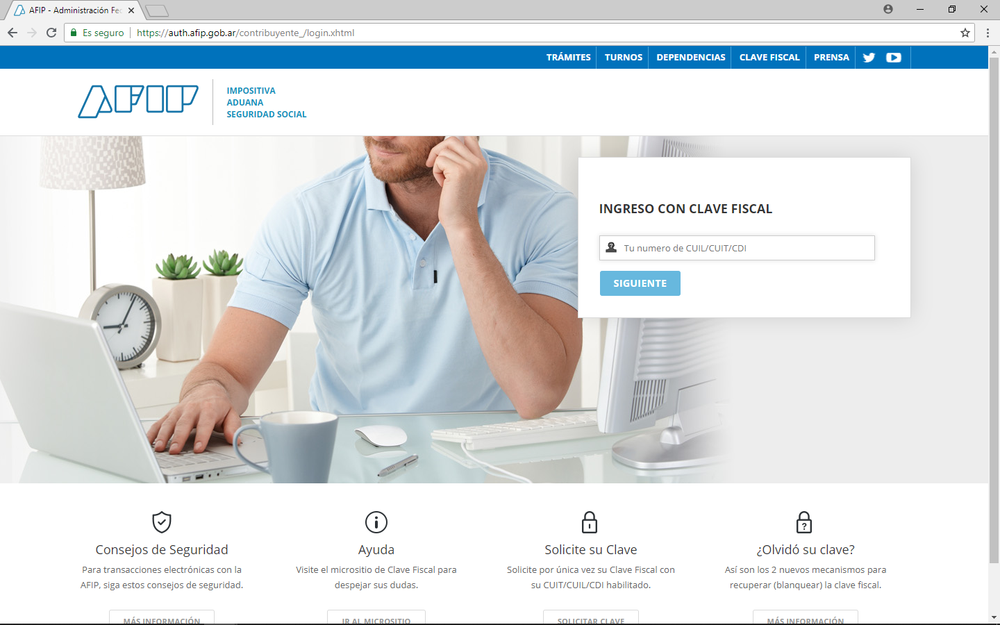 AFIP - Administración Fed
Es seguro
https://auth.afip.gob.ar/contribuyente_/login.xhtml
TRÁMITES
TURNOS
DEPENDENCIAS
CLAVE FISCAL
PRENSA
AFIP
IMPOSITIVA
ADUANA
SEGURIDAD SOCIAL
INGRESO CON CLAVE FISCAL
Tu numero de CUIL/CUIT/CDI
SIGUIENTE
Consejos de Seguridad
Para transacciones electrónicas con la
AFIP, siga estos consejos de seguridad.
MÁS INFORMACIÓN
Ayuda
Visite el micrositio de Clave Fiscal para
despejar sus dudas.
IR AL MICROSITIO
Solicite su Clave
Solicite por única vez su Clave Fiscal con
su CUIT/CUIL/CDI habilitado.
SOLICITAR CLAVE
¿Olvidó su clave?
Así son los 2 nuevos mecanismos para
recuperar (blanquear) la clave fiscal.
MÁS INFORMACIÓN